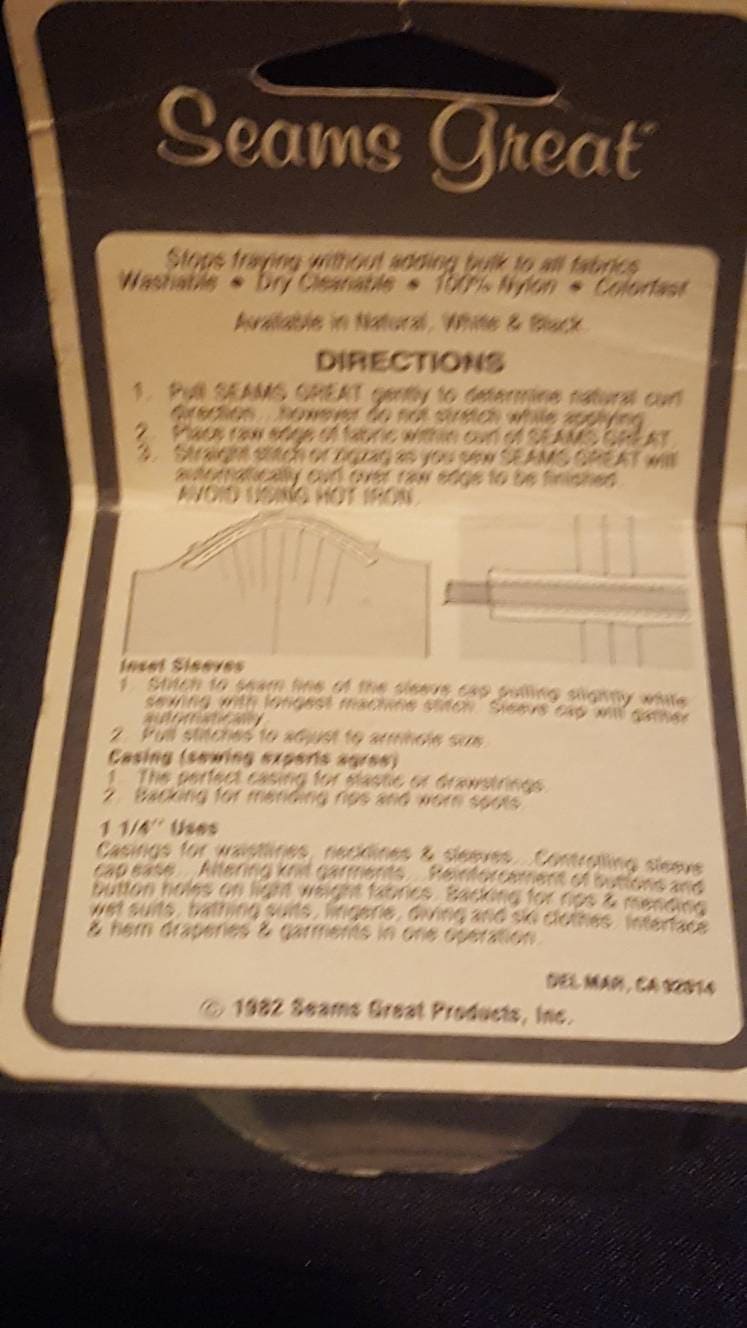 Seams Great
Stops fraying without adding bulk to all fabrics
Washable • Dry Cleanable • 100% Nylon • Colorfast
Available in Natural, White & Black.
DIRECTIONS
1. Pull SEAMS GREAT gently to determine natural curl
direction...however do not stretch while applying.
2. Place raw edge of fabric within curl of SEAMS GREAT.
3. Straight stitch or zigzag as you sew SEAMS GREAT will
automatically curl over raw edge to be finished.
AVOID USING HOT IRON.
Inset Sleeves
1. Stitch to seam line of the sleeve cap pulling slightly while
sewing with longest machine stitch. Sleeve cap will gather
automatically.
2. Pull stitches to adjust to armhole size.
Casing (sewing experts agree)
1. The perfect casing for elastic or drawstrings.
2. Backing for mending rips and worn spots.
1 1/4" Uses
Casings for waistlines, necklines & sleeves...Controlling sleeve
cap ease...Altering knit garments...Reinforcement of buttons and
button holes on light weight fabrics. Backing for rips & mending
wet suits, bathing suits, lingerie, diving and ski clothes. Interface
& hem draperies & garments in one operation.
DEL MAR, CA 92014
© 1982 Seams Great Products, Inc.